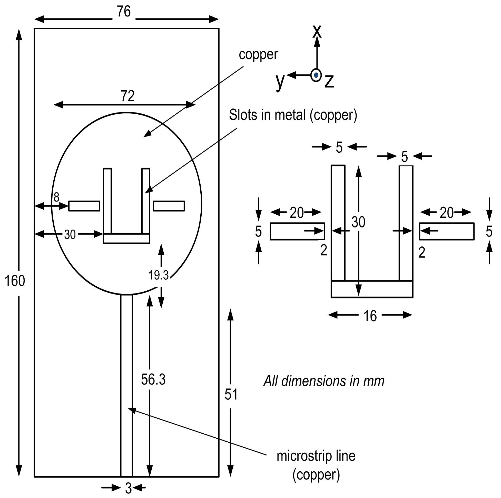 76
copper
x
y
z
72
Slots in metal (copper)
5
5
8
20
20
30
5
5
30
2
2
19.3
160
16
56.3
51
All dimensions in mm
microstrip line
(copper)
3